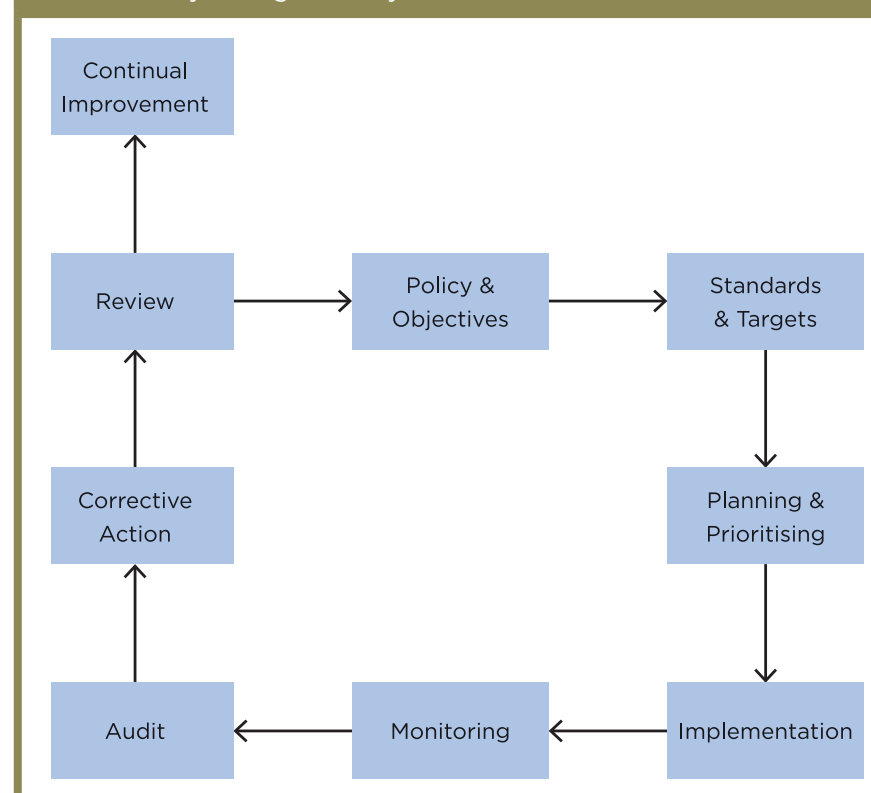 Continual
Improvement
Review
Policy &
Objectives
Standards
& Targets
Corrective
Action
Planning &
Prioritising
Audit
Monitoring
Implementation